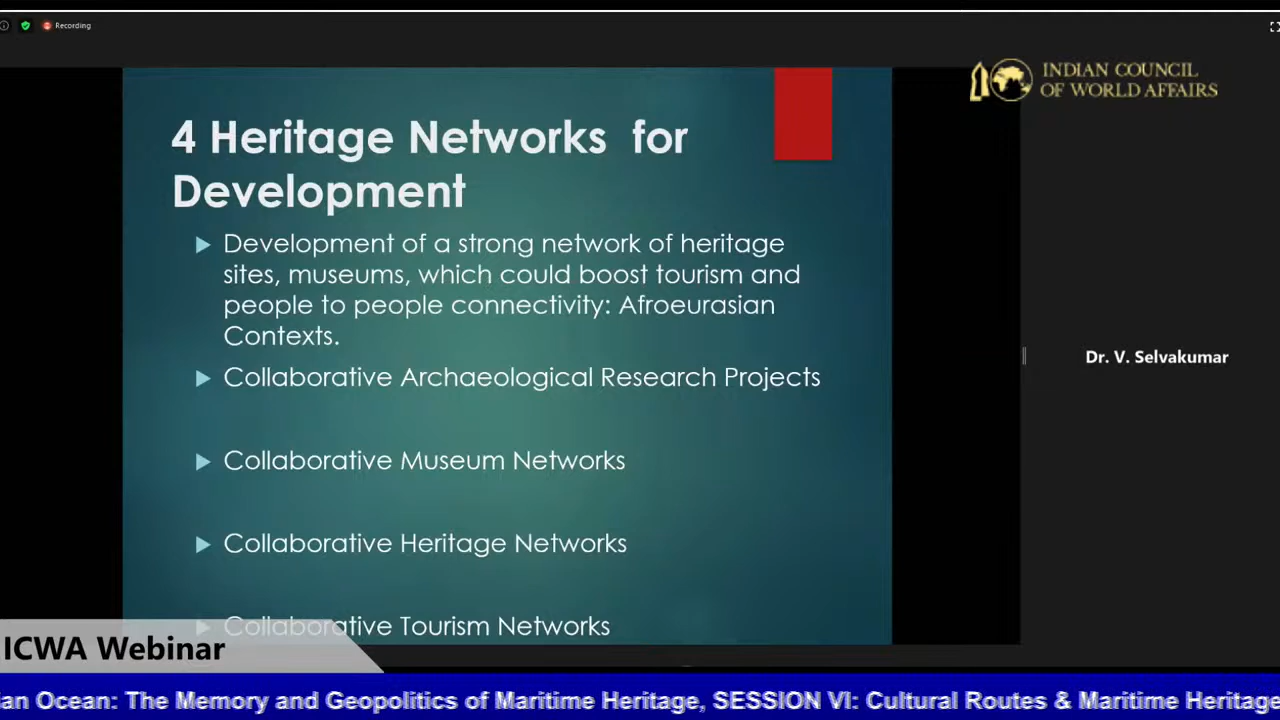 Recording
INDIAN COUNCIL
OF WORLD AFFAIRS
4 Heritage Networks for
Development
Development of a strong network of heritage
sites, museums, which could boost tourism and
people to people connectivity: Afroeurasian
Contexts.
Collaborative Archaeological Research Projects
Dr. V. Selvakumar
Collaborative Museum Networks
Collaborative Heritage Networks
Collaborative Tourism Networks
ICWA Webinar
ian Ocean: The Memory and Geopolitics of Maritime Heritage, SESSION VI: Cultural Routes & Maritime Heritage